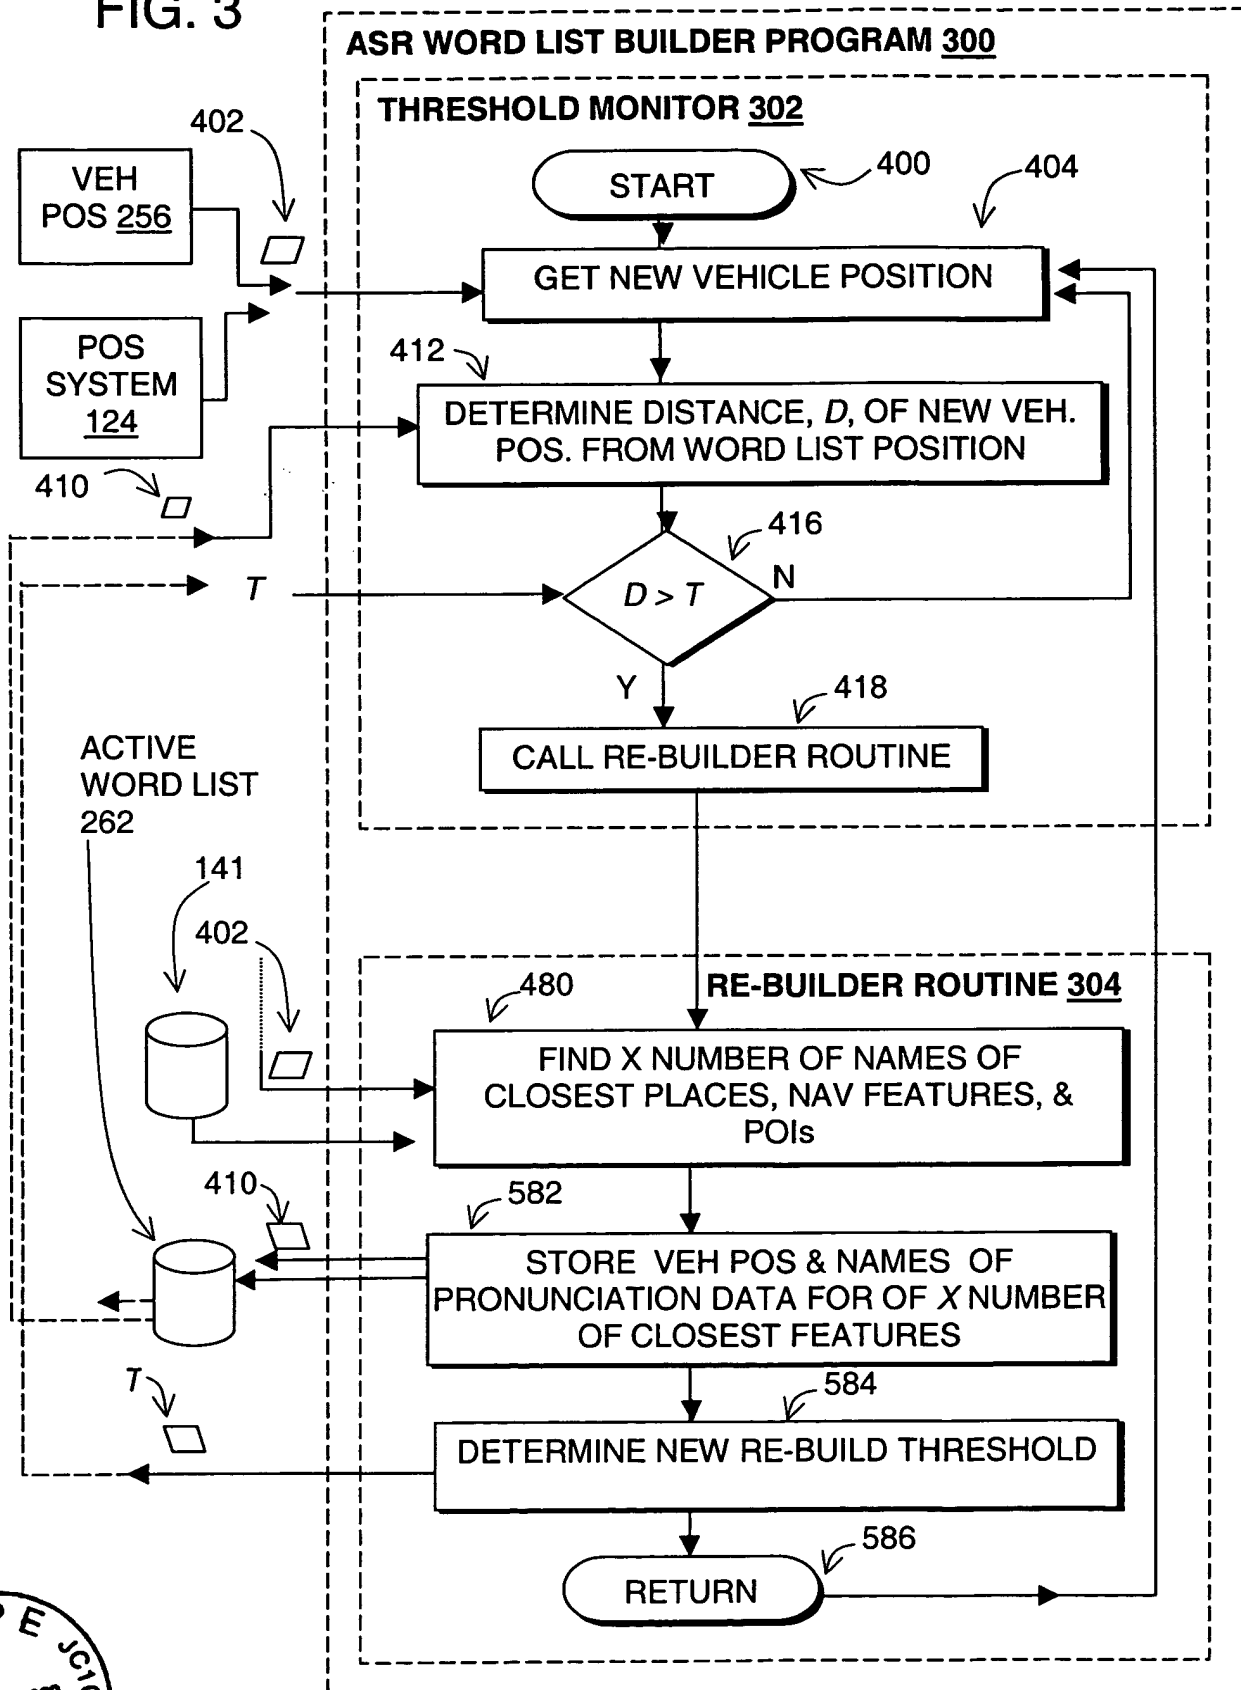 FIG. 3
ASR WORD LIST BUILDER PROGRAM 300
THRESHOLD MONITOR 302
402
VEH
POS 256
START
400
404
GET NEW VEHICLE POSITION
POS
SYSTEM
124
412
DETERMINE DISTANCE, D, OF NEW VEH.
POS. FROM WORD LIST POSITION
410
416
T
D > T
N
Y
418
CALL RE-BUILDER ROUTINE
ACTIVE
WORD LIST
262
141
402
RE-BUILDER ROUTINE 304
480
FIND X NUMBER OF NAMES OF
CLOSEST PLACES, NAV FEATURES, &
POIs
410
582
STORE VEH POS & NAMES OF
PRONUNCIATION DATA FOR OF X NUMBER
OF CLOSEST FEATURES
T
584
DETERMINE NEW RE-BUILD THRESHOLD
586
RETURN
P E JC10